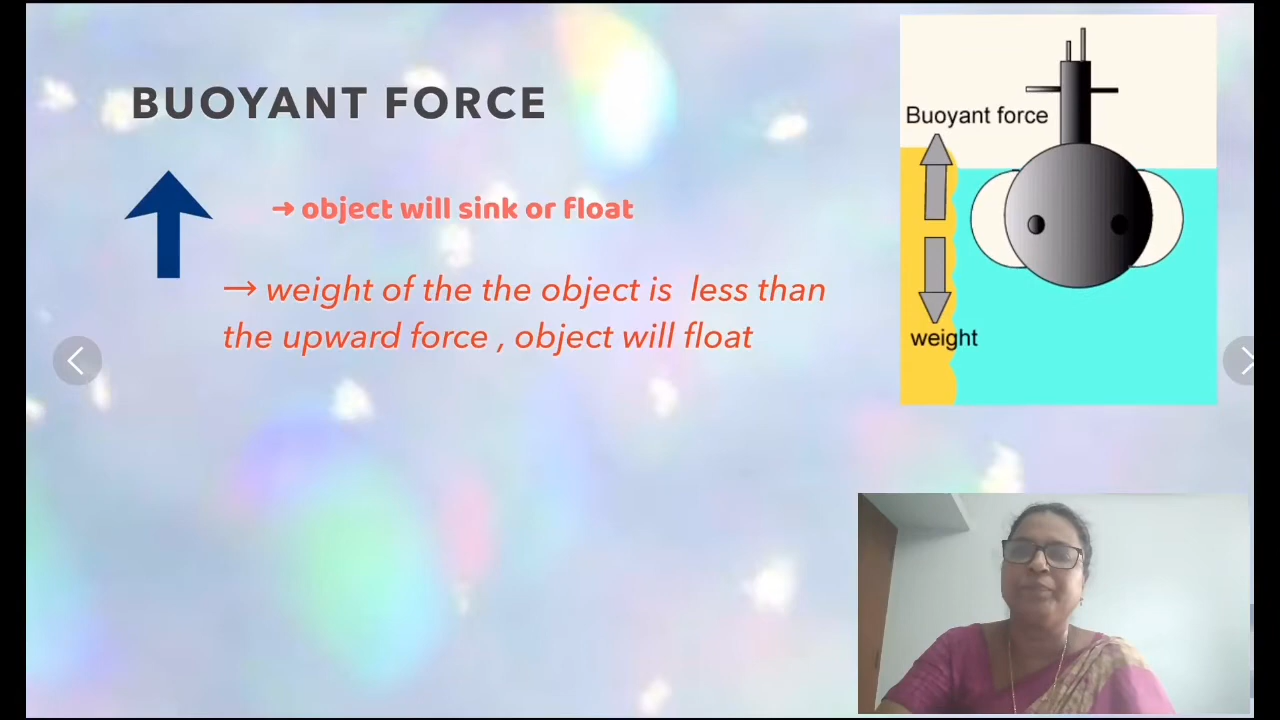 BUOYANT FORCE
→ object will sink or float
→ weight of the the object is less than
the upward force , object will float
Buoyant force
weight